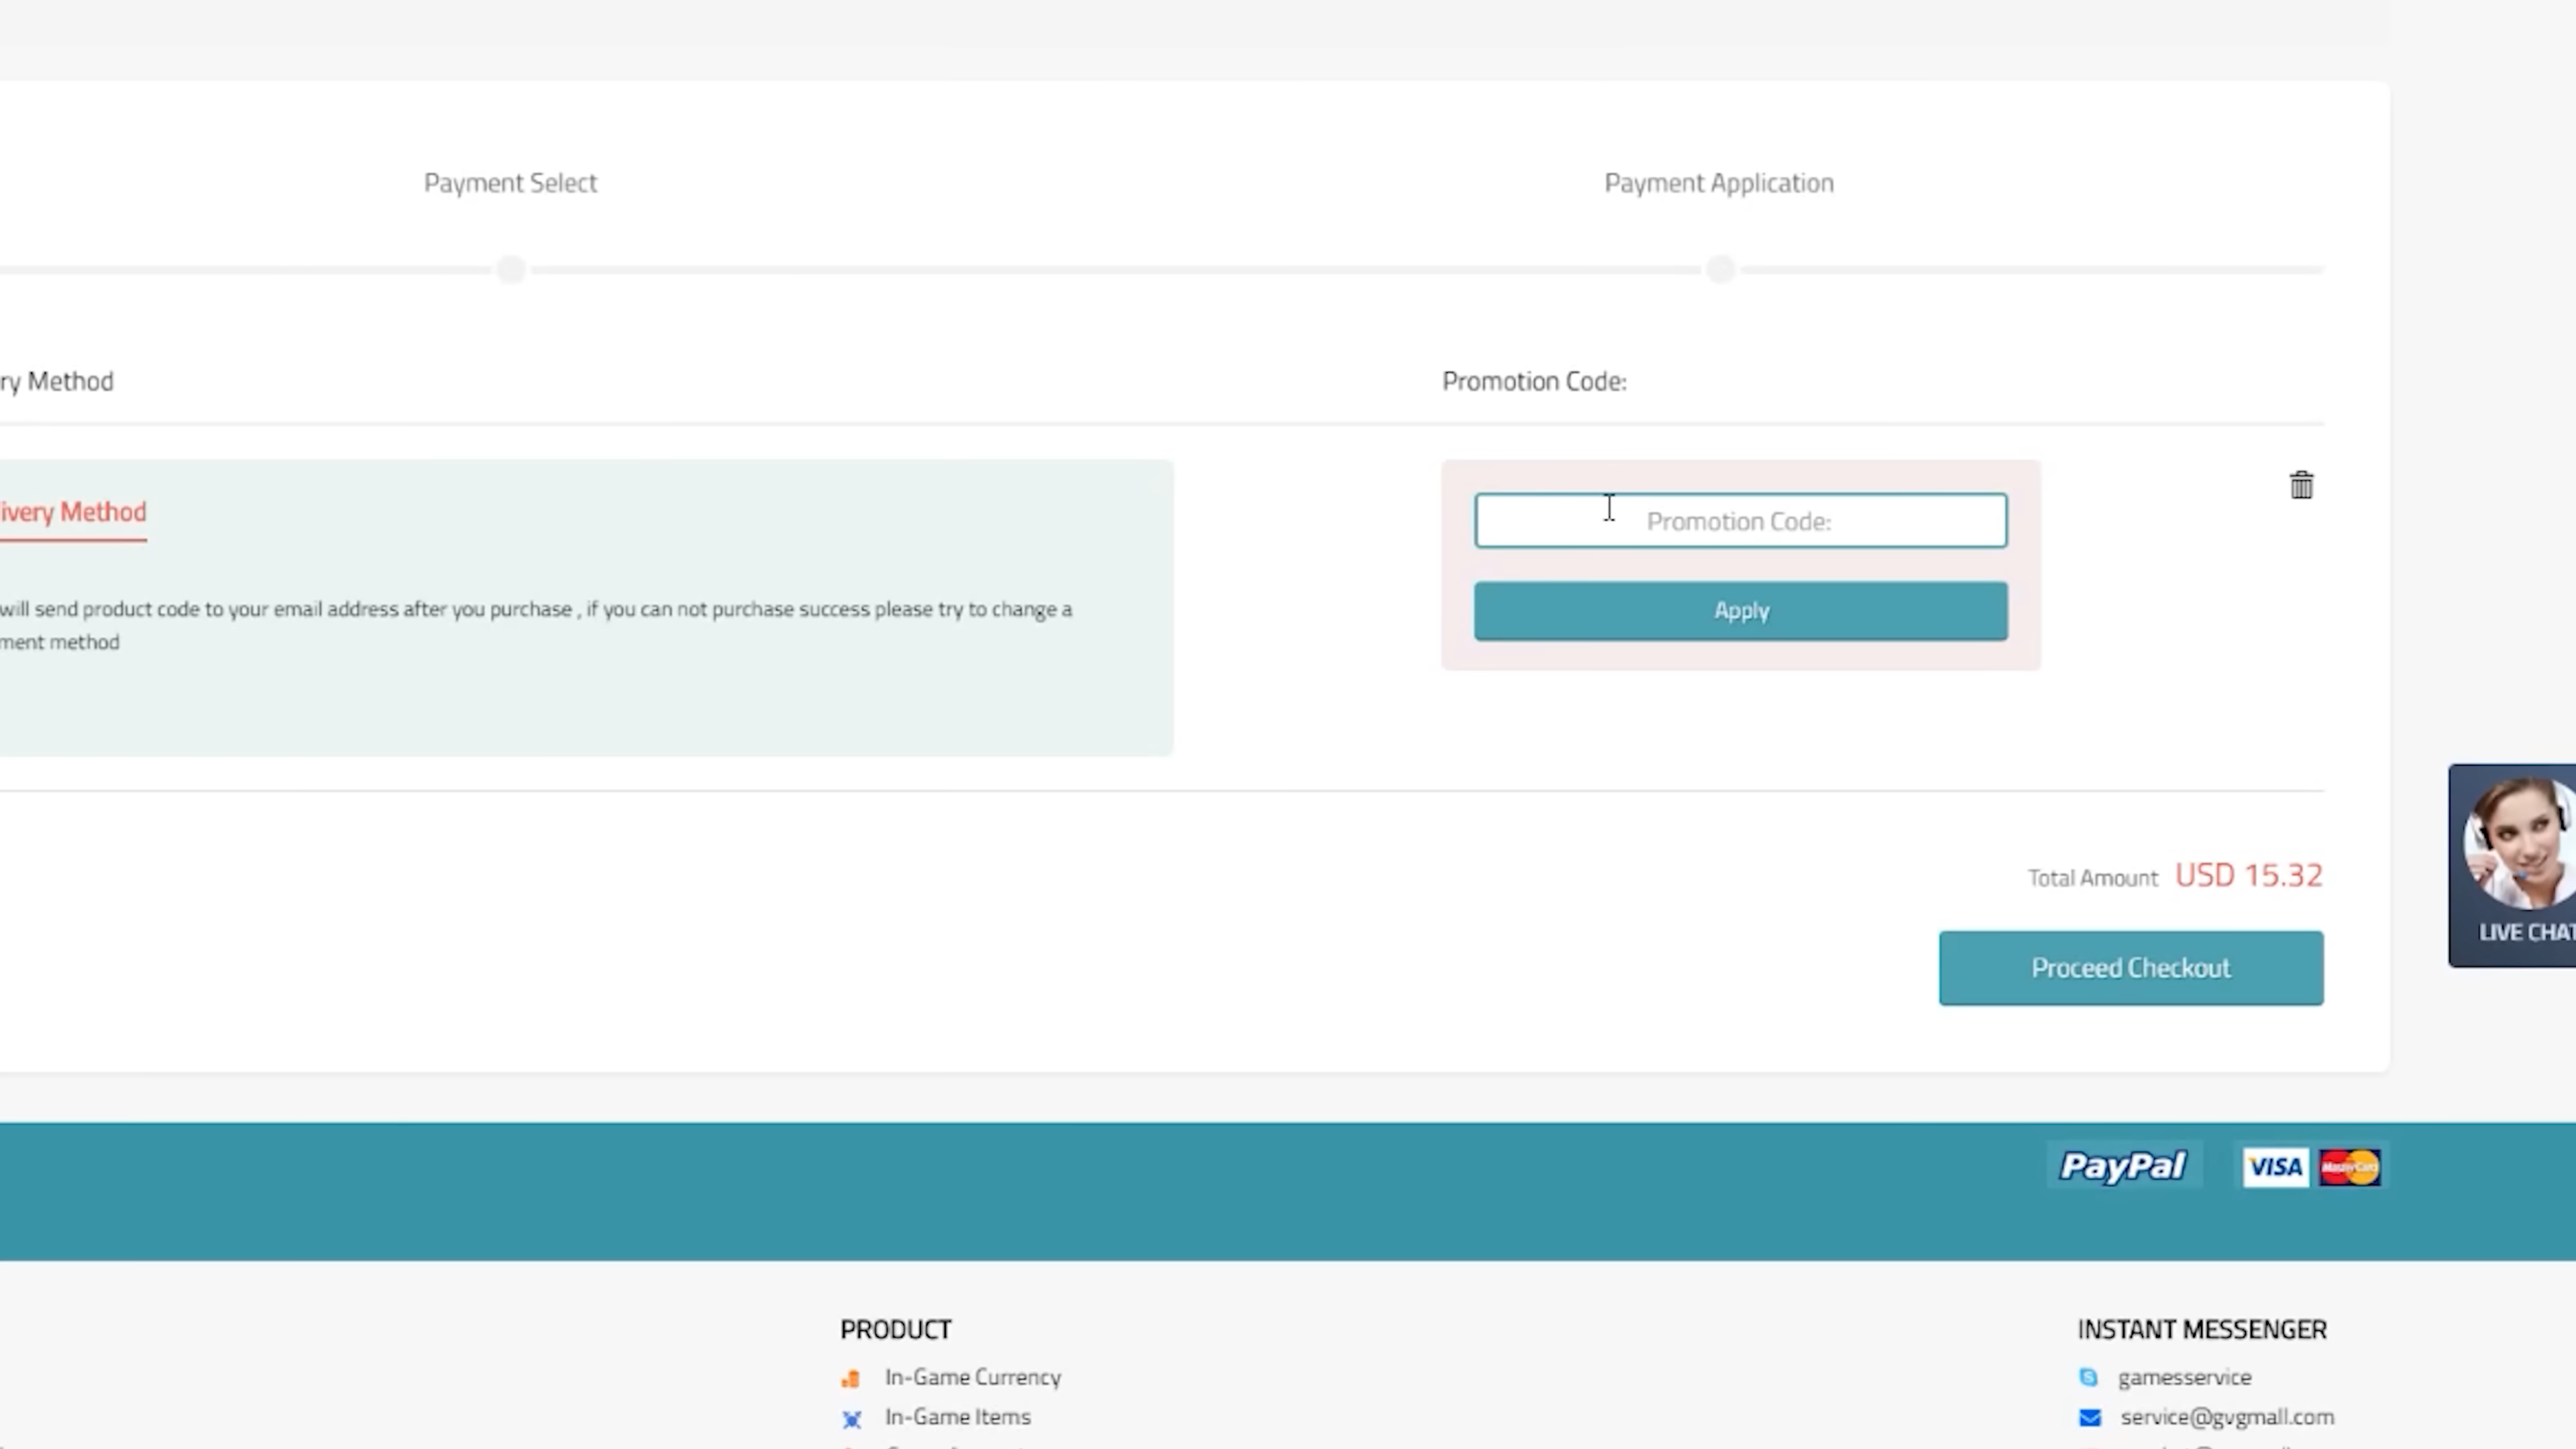 Payment Select
Payment Application
ry Method
Promotion Code:
ivery Method
Promotion Code:
Apply
will send product code to your email address after you purchase , if you can not purchase success please try to change a
ment method
Total Amount USD 15.32
LIVE CHAT
Proceed Checkout
PayPal
VISA
MasterCard
PRODUCT
INSTANT MESSENGER
In-Game Currency
gamesservice
In-Game Items
service@gvgmall.com